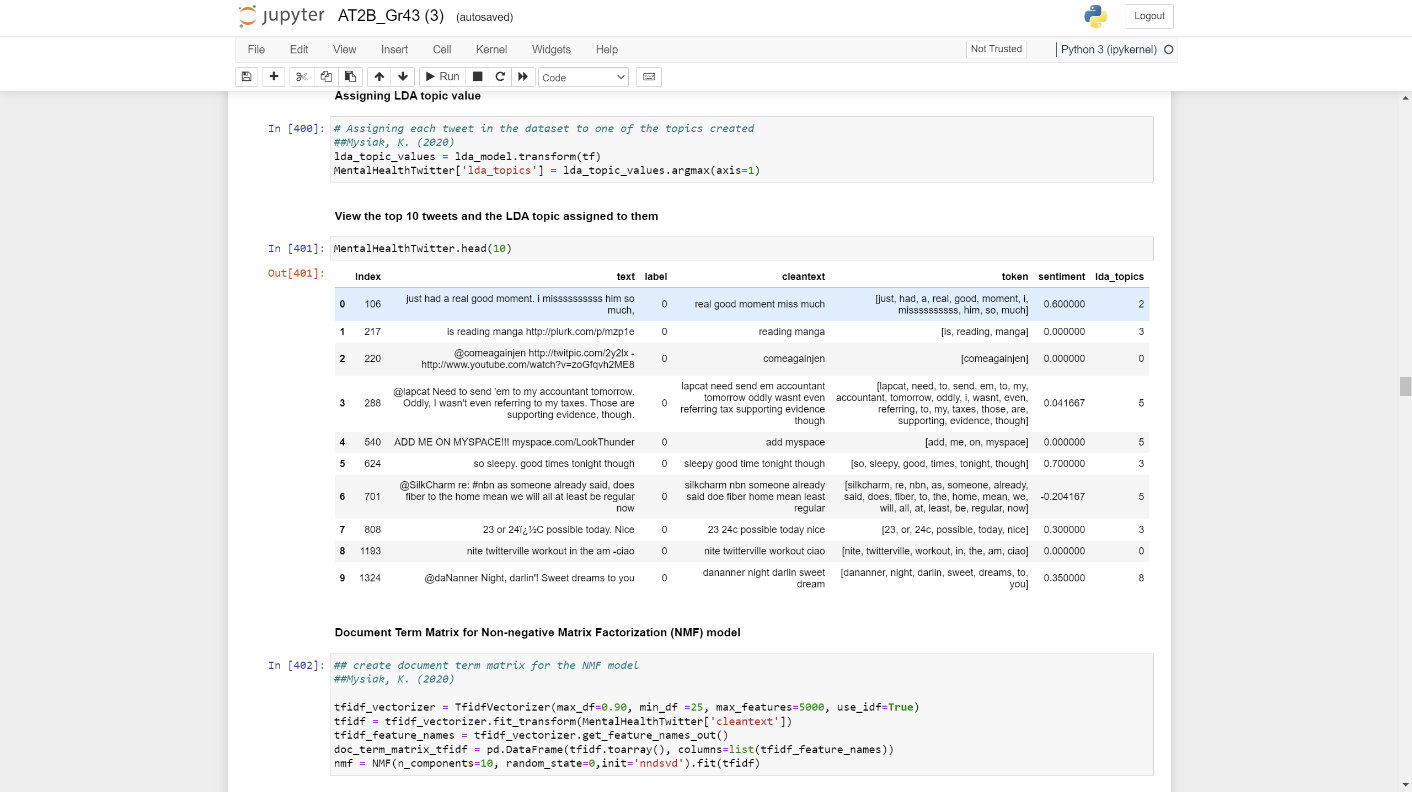 jupyter AT2B_Gr43 (3) (autosaved) Logout
File Edit View Insert Cell Kernel Widgets Help Not Trusted Python 3 (ipykernel)
Run Code
Assigning LDA topic value
In [400]: # Assigning each tweet in the dataset to one of the topics created
##Mysiak, K. (2020)
lda_topic_values = lda_model.transform(tf)
MentalHealthTwitter['lda_topics'] = lda_topic_values.argmax(axis=1)
View the top 10 tweets and the LDA topic assigned to them
In [401]: MentalHealthTwitter.head(10)
Out[401]:
Index text label cleantext token sentiment lda_topics
0 106 just had a real good moment. i missssssssss him so much, 0 real good moment miss much [just, had, a, real, good, moment, i, missssssssss, him, so, much] 0.600000 2
1 217 is reading manga http://plurk.com/p/mzp1e 0 reading manga [is, reading, manga] 0.000000 3
2 220 @comeagainjen http://twitpic.com/2y2lx - http://www.youtube.com/watch?v=zoGfqvh2ME8 0 comeagainjen [comeagainjen] 0.000000 0
3 288 @lapcat Need to send 'em to my accountant tomorrow. Oddly, I wasn't even referring to my taxes. Those are supporting evidence, though. 0 lapcat need send em accountant tomorrow oddly wasnt even referring tax supporting evidence though [lapcat, need, to, send, em, to, my, accountant, tomorrow, oddly, i, wasnt, even, referring, to, my, taxes, those, are, supporting, evidence, though] 0.041667 5
4 540 ADD ME ON MYSPACE!!! myspace.com/LookThunder 0 add myspace [add, me, on, myspace] 0.000000 5
5 624 so sleepy. good times tonight though 0 sleepy good time tonight though [so, sleepy, good, times, tonight, though] 0.700000 3
6 701 @SilkCharm re: #nbn as someone already said, does fiber to the home mean we will all at least be regular now 0 silkcharm nbn someone already said doe fiber home mean least regular [silkcharm, re, nbn, as, someone, already, said, does, fiber, to, the, home, mean, we, will, all, at, least, be, regular, now] -0.204167 5
7 808 23 or 24ï¿½C possible today. Nice 0 23 24c possible today nice [23, or, 24c, possible, today, nice] 0.300000 3
8 1193 nite twitterville workout in the am -ciao 0 nite twitterville workout ciao [nite, twitterville, workout, in, the, am, ciao] 0.000000 0
9 1324 @daNanner Night, darlin'! Sweet dreams to you 0 dananner night darlin sweet dream [dananner, night, darlin, sweet, dreams, to, you] 0.350000 8
Document Term Matrix for Non-negative Matrix Factorization (NMF) model
In [402]: ## create document term matrix for the NMF model
##Mysiak, K. (2020)
tfidf_vectorizer = TfidfVectorizer(max_df=0.90, min_df =25, max_features=5000, use_idf=True)
tfidf = tfidf_vectorizer.fit_transform(MentalHealthTwitter['cleantext'])
tfidf_feature_names = tfidf_vectorizer.get_feature_names_out()
doc_term_matrix_tfidf = pd.DataFrame(tfidf.toarray(), columns=list(tfidf_feature_names))
nmf = NMF(n_components=10, random_state=0,init='nndsvd').fit(tfidf)